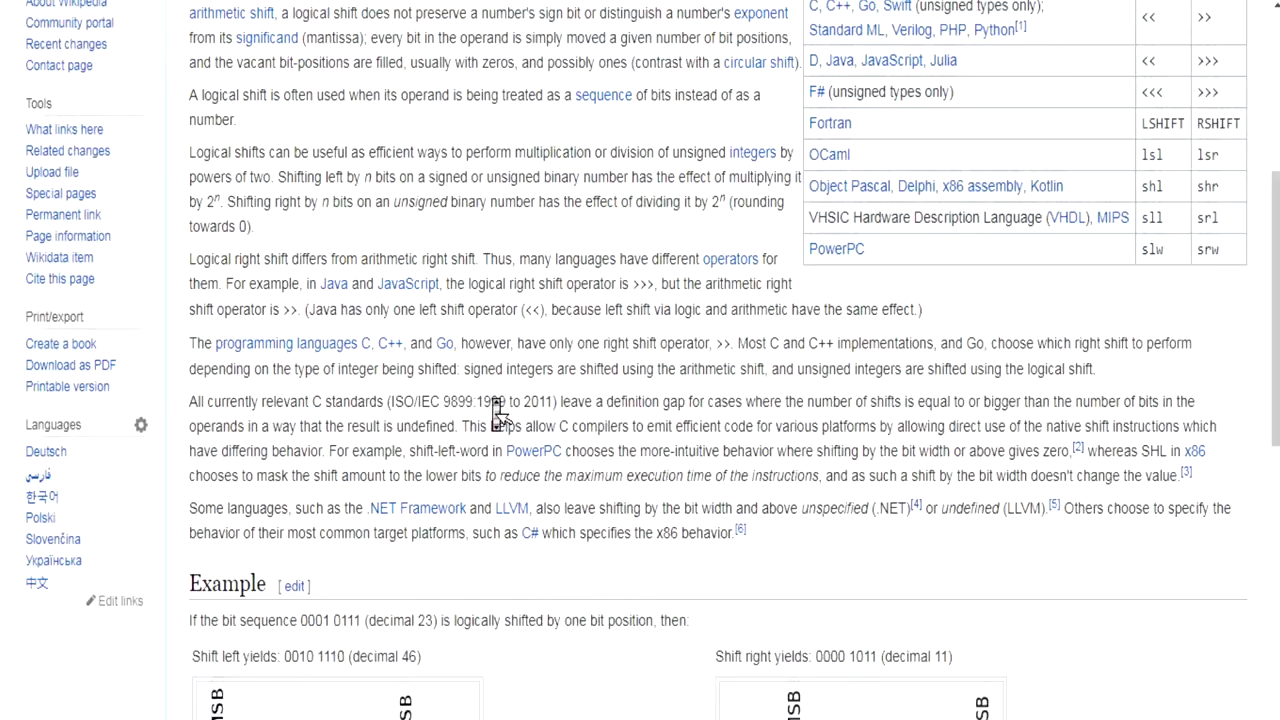 About Wikipedia
Community portal
Recent changes
Contact page
Tools
What links here
Related changes
Upload file
Special pages
Permanent link
Page information
Wikidata item
Cite this page
Print/export
Create a book
Download as PDF
Printable version
Languages
Deutsch
فارسی
한국어
Polski
Slovenčina
Українська
中文
Edit links
arithmetic shift, a logical shift does not preserve a number's sign bit or distinguish a number's exponent
from its significand (mantissa); every bit in the operand is simply moved a given number of bit positions,
and the vacant bit-positions are filled, usually with zeros, and possibly ones (contrast with a circular shift).
A logical shift is often used when its operand is being treated as a sequence of bits instead of as a
number.
Logical shifts can be useful as efficient ways to perform multiplication or division of unsigned integers by
powers of two. Shifting left by n bits on a signed or unsigned binary number has the effect of multiplying it
by 2n. Shifting right by n bits on an unsigned binary number has the effect of dividing it by 2n (rounding
towards 0).
Logical right shift differs from arithmetic right shift. Thus, many languages have different operators for
them. For example, in Java and JavaScript, the logical right shift operator is >>>, but the arithmetic right
shift operator is >>. (Java has only one left shift operator (<<), because left shift via logic and arithmetic have the same effect.)
The programming languages C, C++, and Go, however, have only one right shift operator, >>. Most C and C++ implementations, and Go, choose which right shift to perform
depending on the type of integer being shifted: signed integers are shifted using the arithmetic shift, and unsigned integers are shifted using the logical shift.
All currently relevant C standards (ISO/IEC 9899:1999 to 2011) leave a definition gap for cases where the number of shifts is equal to or bigger than the number of bits in the
operands in a way that the result is undefined. This helps allow C compilers to emit efficient code for various platforms by allowing direct use of the native shift instructions which
have differing behavior. For example, shift-left-word in PowerPC chooses the more-intuitive behavior where shifting by the bit width or above gives zero,[2] whereas SHL in x86
chooses to mask the shift amount to the lower bits to reduce the maximum execution time of the instructions, and as such a shift by the bit width doesn't change the value.[3]
Some languages, such as the .NET Framework and LLVM, also leave shifting by the bit width and above unspecified (.NET)[4] or undefined (LLVM).[5] Others choose to specify the
behavior of their most common target platforms, such as C# which specifies the x86 behavior.[6]
C, C++, Go, Swift (unsigned types only);
Standard ML, Verilog, PHP, Python[1] << >>
D, Java, JavaScript, Julia << >>>
F# (unsigned types only) <<< >>>
Fortran LSHIFT RSHIFT
OCaml lsl lsr
Object Pascal, Delphi, x86 assembly, Kotlin shl shr
VHSIC Hardware Description Language (VHDL), MIPS sll srl
PowerPC slw srw
Example [ edit ]
If the bit sequence 0001 0111 (decimal 23) is logically shifted by one bit position, then:
Shift left yields: 0010 1110 (decimal 46)
Shift right yields: 0000 1011 (decimal 11)
MSB
LSB
MSB
LSB